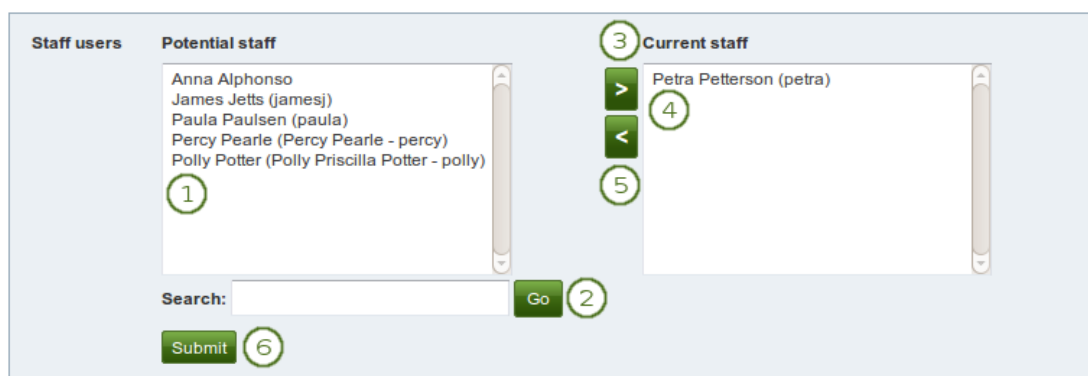 Staff users Potential staff 3 Current staff
Anna Alphonso
James Jetts (jamesj)
Paula Paulsen (paula)
Percy Pearle (Percy Pearle - percy)
Polly Potter (Polly Priscilla Potter - polly)
1
>
<
5
Petra Petterson (petra)
4
Search: Go 2
Submit 6